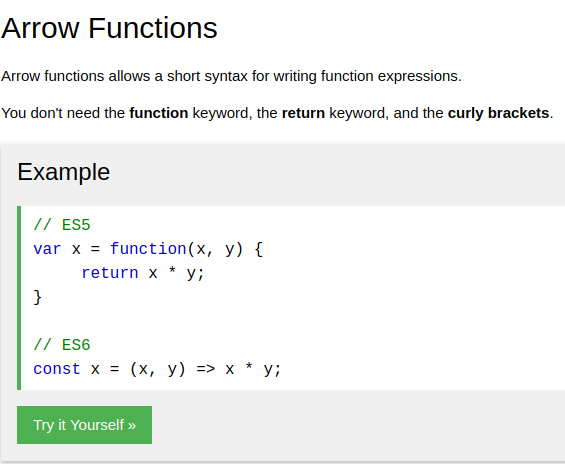 Arrow Functions
Arrow functions allows a short syntax for writing function expressions.
You don't need the function keyword, the return keyword, and the curly brackets.
Example
// ES5
var x = function(x, y) {
     return x * y;
}
// ES6
const x = (x, y) => x * y;
Try it Yourself »